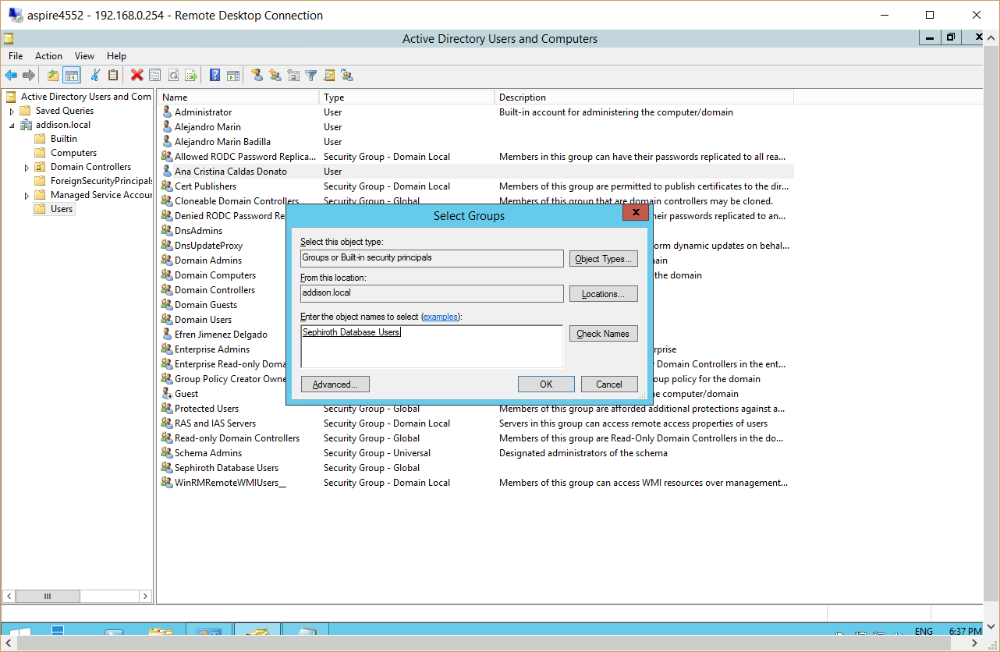 aspire4552 - 192.168.0.254 - Remote Desktop Connection
Active Directory Users and Computers
File Action View Help
Active Directory Users and Com
Saved Queries
addison.local
Builtin
Computers
Domain Controllers
ForeignSecurityPrincipals
Managed Service Accour
Users
Name Type Description
Administrator User Built-in account for administering the computer/domain
Alejandro Marin User
Alejandro Marin Badilla User
Allowed RODC Password Replica... Security Group - Domain Local Members in this group can have their passwords replicated to all rea...
Ana Cristina Caldas Donato User
Cert Publishers Security Group - Domain Local Members of this group are permitted to publish certificates to the dir...
Cloneable Domain Controllers Security Group - Global Members of this group that are domain controllers may be cloned.
Denied RODC Password Re heir passwords replicated to an...
DnsAdmins
DnsUpdateProxy orm dynamic updates on behal...
Domain Admins ain
Domain Computers the domain
Domain Controllers
Domain Guests
Domain Users
Efren Jimenez Delgado
Enterprise Admins rprise
Enterprise Read-only Doma Domain Controllers in the ent...
Group Policy Creator Owne oup policy for the domain
Guest he computer/domain
Protected Users Security Group - Global Members of this group are afforded additional protections against a...
RAS and IAS Servers Security Group - Domain Local Servers in this group can access remote access properties of users
Read-only Domain Controllers Security Group - Global Members of this group are Read-Only Domain Controllers in the do...
Schema Admins Security Group - Universal Designated administrators of the schema
Sephiroth Database Users Security Group - Global
WinRMRemoteWMIUsers__ Security Group - Domain Local Members of this group can access WMI resources over management...
Select Groups
Select this object type:
Groups or Built-in security principals
Object Types...
From this location:
addison.local
Locations...
Enter the object names to select (examples):
Sephiroth Database Users
Check Names
Advanced...
OK
Cancel
ENG 6:37 PM